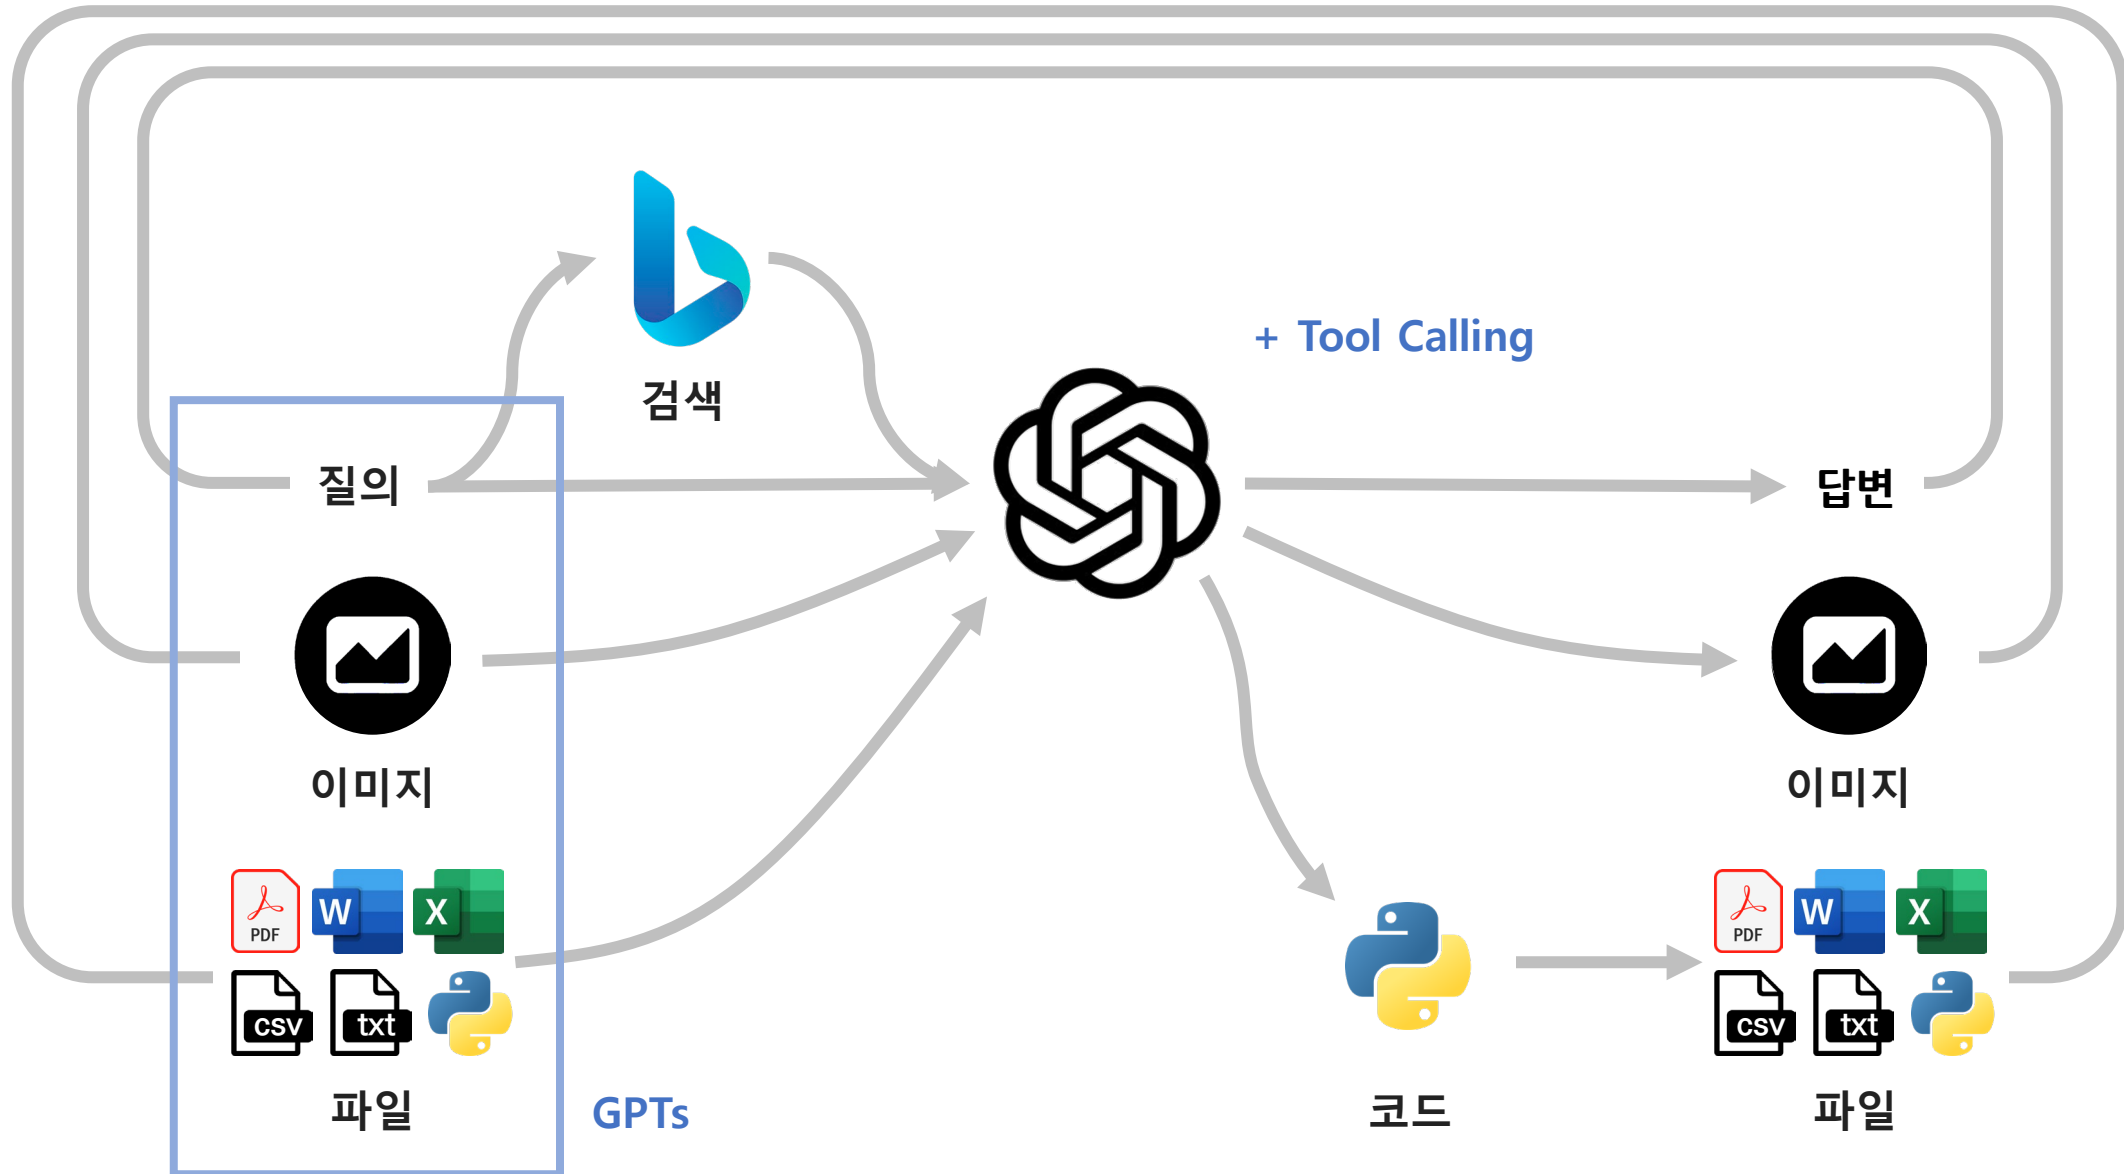 + Tool Calling
검색
질의
답변
이미지
이미지
PDF
W
X
PDF
W
X
csv
txt
csv
txt
파일
GPTs
코드
파일